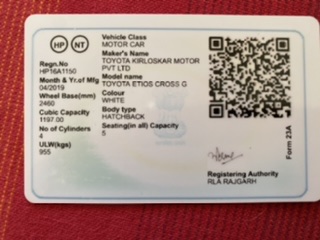 HP NT
Vehicle Class
MOTOR CAR
Maker's Name
TOYOTA KIRLOSKAR MOTOR
PVT LTD
Regn.No
HP16A1150
Month & Yr.of Mfg
04/2019
Model name
TOYOTA ETIOS CROSS G
Wheel Base(mm)
2460
Colour
WHITE
Cubic Capacity
1197.00
Body type
HATCHBACK
No of Cylinders
4
Seating(in all) Capacity
5
ULW(kgs)
955
Form 23A
Registering Authority
RLA RAJGARH